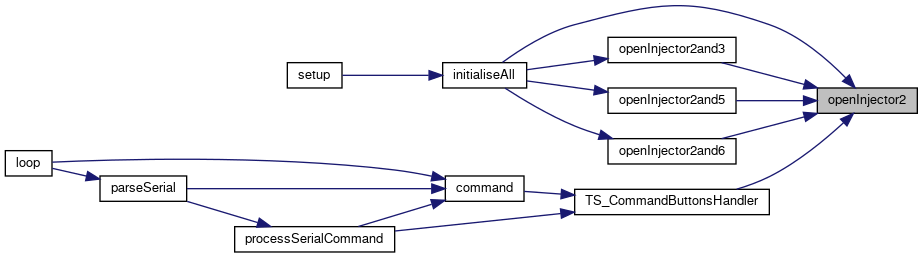 openInjector2and3
setup
initialiseAll
openInjector2and5
openInjector2
openInjector2and6
loop
parseSerial
command
TS_CommandButtonsHandler
processSerialCommand